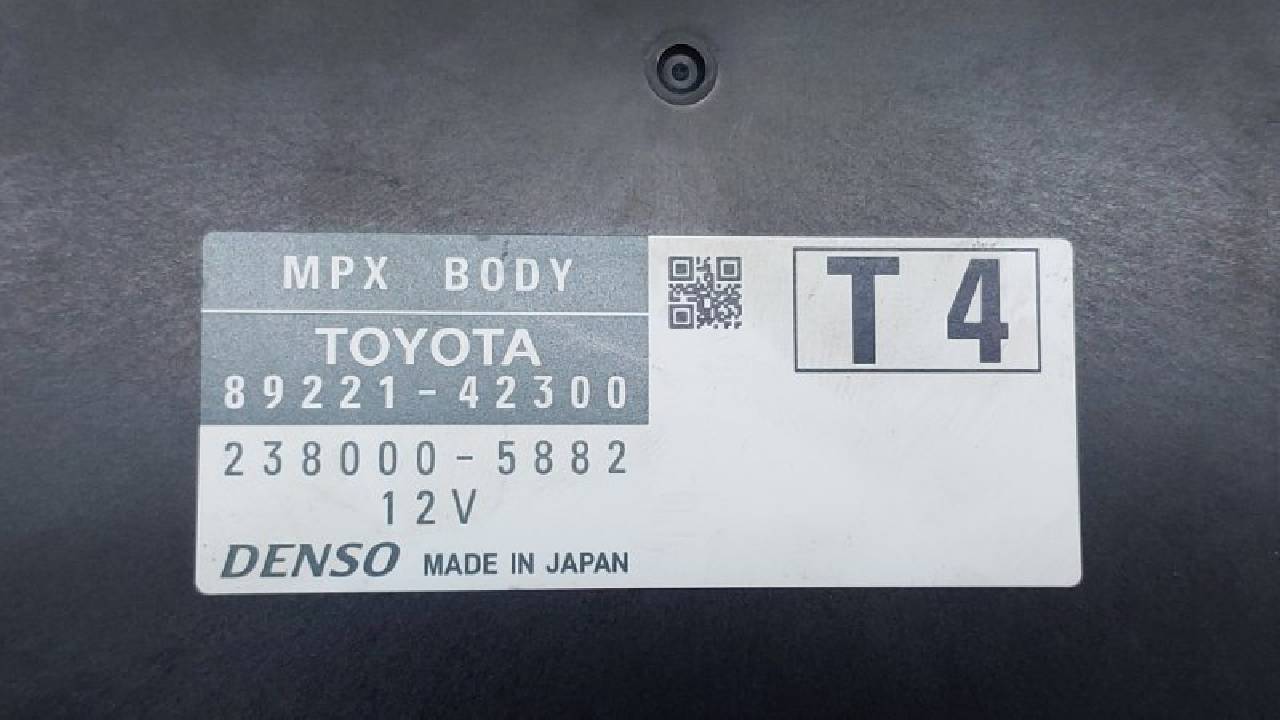 MPX BODY
TOYOTA
89221-42300
238000-5882
12V
DENSO MADE IN JAPAN
T4